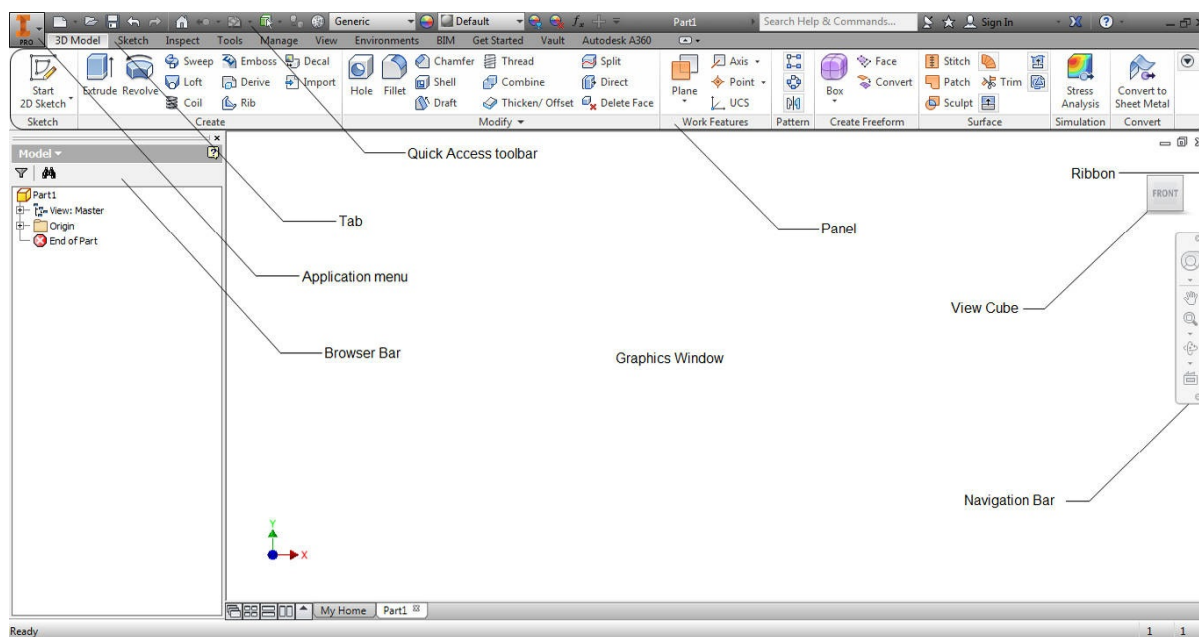 Generic Default fx Part1 Search Help & Commands... Sign In
PRO 3D Model Sketch Inspect Tools Manage View Environments BIM Get Started Vault Autodesk A360
Start
2D Sketch
Extrude Revolve
Sweep Emboss Decal
Loft Derive Import
Coil Rib
Hole Fillet
Chamfer Thread
Shell Combine
Draft Thicken/ Offset
Split
Direct
Delete Face
Plane
Axis
Point
UCS
Box
Face
Convert
Stitch
Patch Trim
Sculpt
Stress
Analysis
Convert to
Sheet Metal
Sketch Create Modify Work Features Pattern Create Freeform Surface Simulation Convert
Model
Part1
View: Master
Origin
End of Part
Quick Access toolbar
Ribbon
FRONT
Tab
Panel
Application menu
View Cube
Browser Bar
Graphics Window
Navigation Bar
Y
X
My Home Part1
Ready 1 1